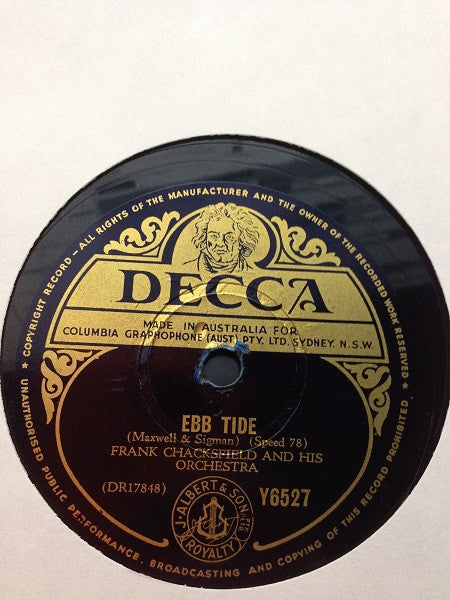 COPYRIGHT RECORD — ALL RIGHTS OF THE MANUFACTURER AND THE OWNER OF THE RECORDED WORK RESERVED
DECCA
MADE IN AUSTRALIA FOR
COLUMBIA GRAPHOPHONE (AUST) PTY. LTD. SYDNEY. N.S.W.
EBB TIDE
(Maxwell & Sigman) (Speed 78)
FRANK CHACKSFIELD AND HIS
ORCHESTRA
(DR17848)
Y6527
J. ALBERT & SON PTY. LTD.
ROYALTY
UNAUTHORISED PUBLIC PERFORMANCE, BROADCASTING AND COPYING OF THIS RECORD PROHIBITED.